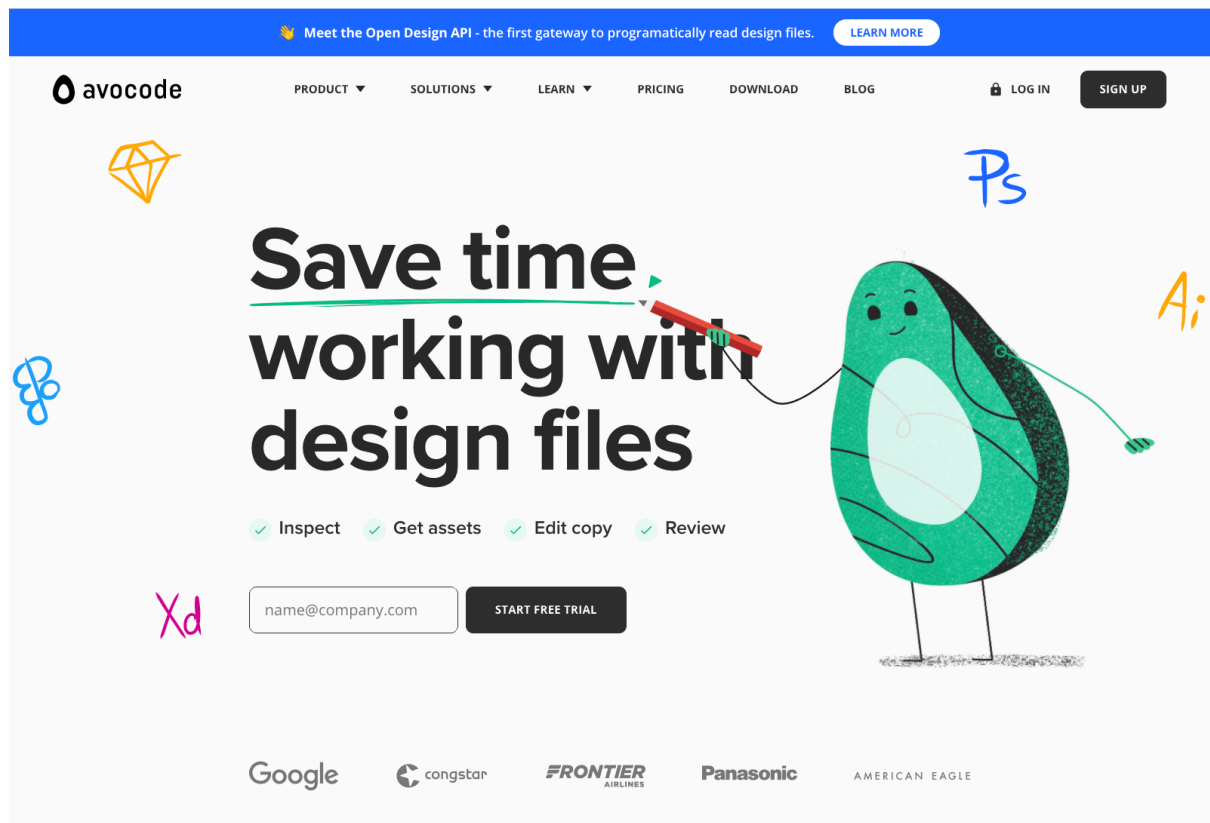 👋 Meet the Open Design API - the first gateway to programatically read design files. LEARN MORE
avocode PRODUCT SOLUTIONS LEARN PRICING DOWNLOAD BLOG LOG IN SIGN UP
Ps
Save time
Ai
working with
design files
Inspect Get assets Edit copy Review
name@company.com START FREE TRIAL
Xd
Google congstar FRONTIER AIRLINES Panasonic AMERICAN EAGLE